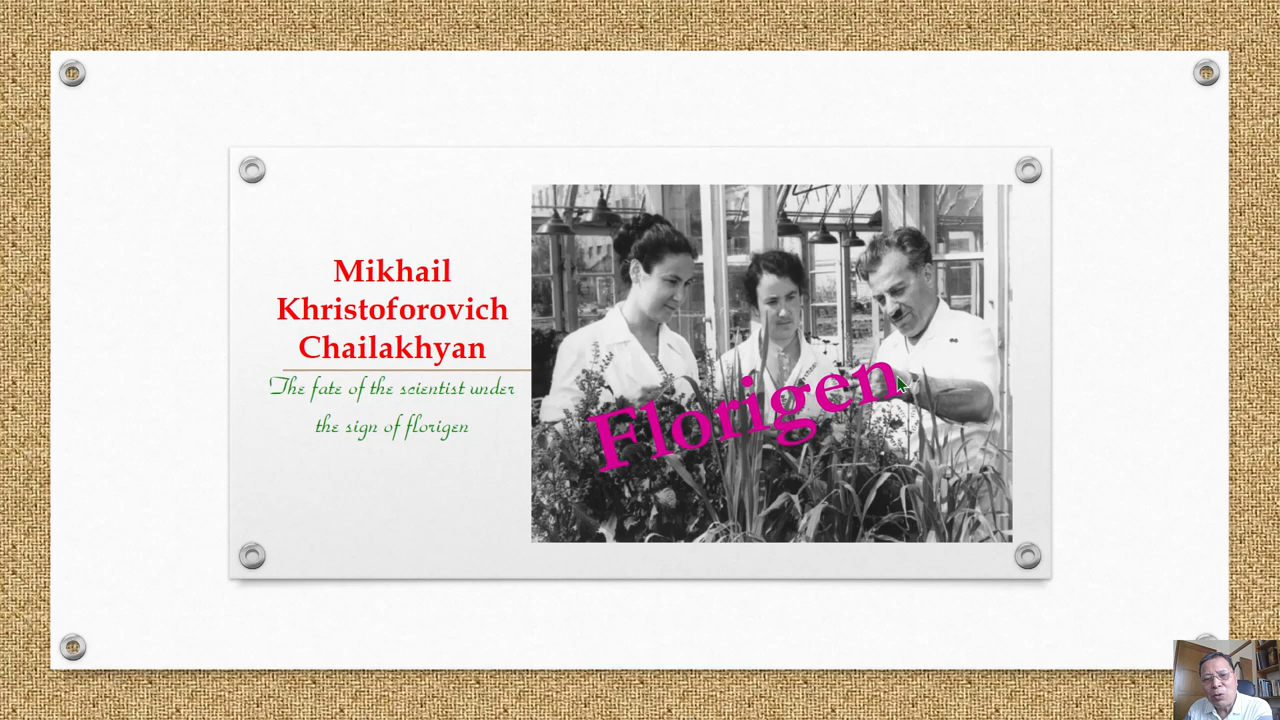 Mikhail
Khristoforovich
Chailakhyan
The fate of the scientist under
the sign of florigen
Florigen